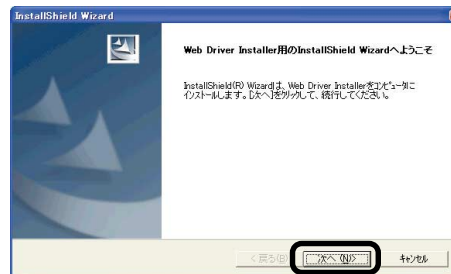 InstallShield Wizard
Web Driver Installer用のInstallShield Wizardへようこそ
InstallShield(R) Wizardは、Web Driver Installerをコンピュータに
インストールします。「次へ」をクリックして、続行してください。
< 戻る(B)
次へ(N)>
キャンセル